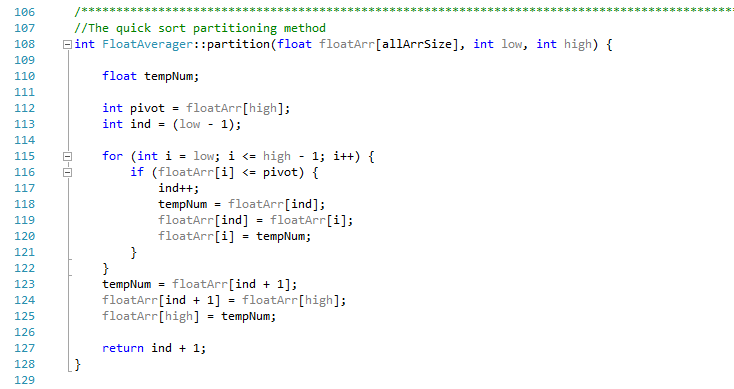 106 /*********************************************************************************************
107 //The quick sort partitioning method
108 int FloatAverager::partition(float floatArr[allArrSize], int low, int high) {
109
110 float tempNum;
111
112 int pivot = floatArr[high];
113 int ind = (low - 1);
114
115 for (int i = low; i <= high - 1; i++) {
116 if (floatArr[i] <= pivot) {
117 ind++;
118 tempNum = floatArr[ind];
119 floatArr[ind] = floatArr[i];
120 floatArr[i] = tempNum;
121 }
122 }
123 tempNum = floatArr[ind + 1];
124 floatArr[ind + 1] = floatArr[high];
125 floatArr[high] = tempNum;
126
127 return ind + 1;
128 }
129